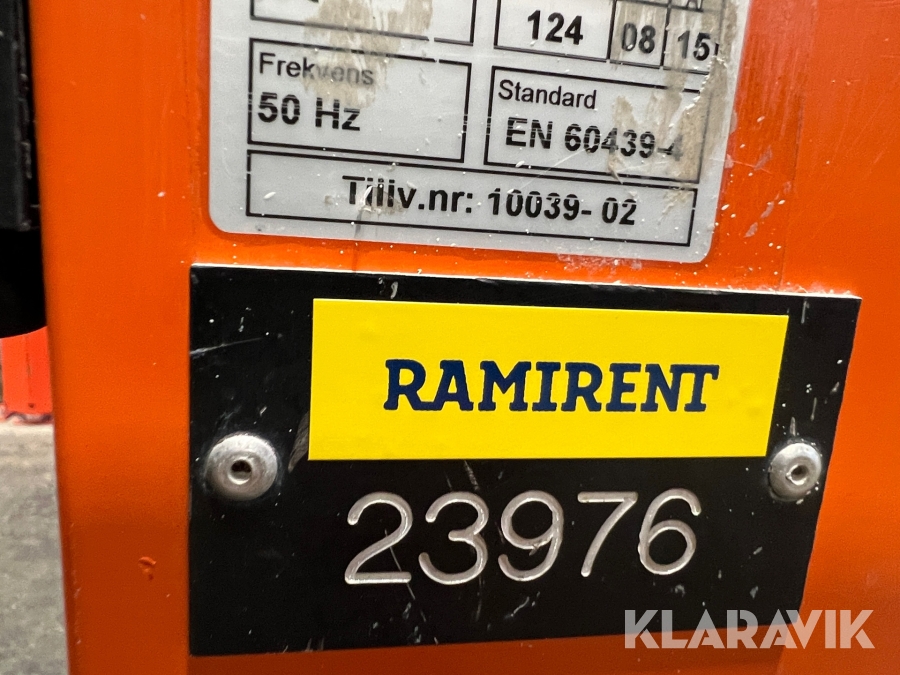 124 08 15
Frekvens
50 Hz
Standard
EN 60439-4
Tillv.nr: 10039-02
RAMIRENT
23976
KLARAVIK